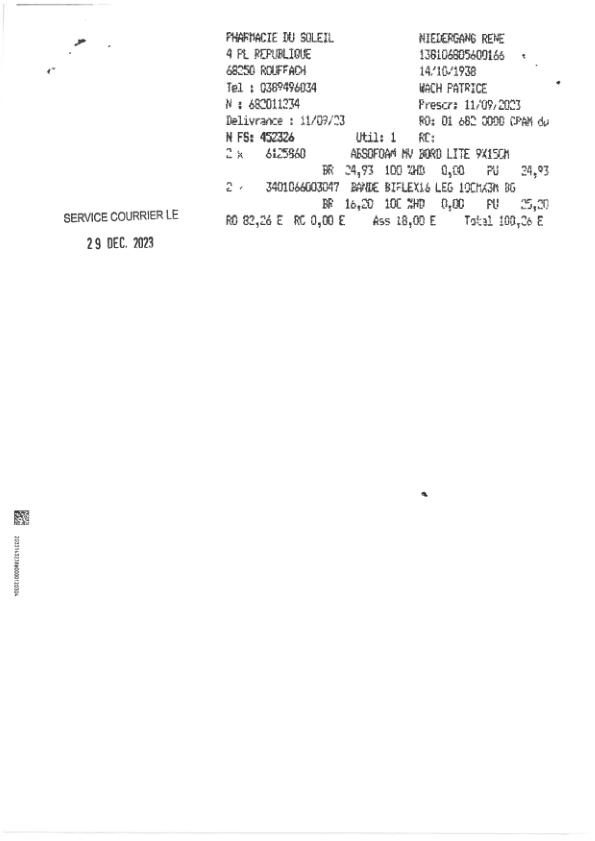 PHARMACIE DU SOLEIL
4 PL REPUBLIQUE
68250 ROUFFACH
Tel : 0389496034
N : 682011234
Delivrance : 11/09/23
NIEDERGANG RENE
138106805600166
14/10/1938
WACH PATRICE
Prescr: 11/09/2023
RO: 01 682 0000 CPAM du
N FS: 452326 Util: 1 RC:
2 x 6125860 ABSOFOAM NV BORD LITE 9X15CM
BR 24,93 100 %HD 0,00 PU 24,93
2 3401066003047 BANDE BIFLEX16 LEG 10CMX3M BG
BR 16,20 100 %HD 0,00 PU 25,20
RO 82,26 E RC 0,00 E Ass 18,00 E Total 100,26 E
SERVICE COURRIER LE
29 DEC. 2023